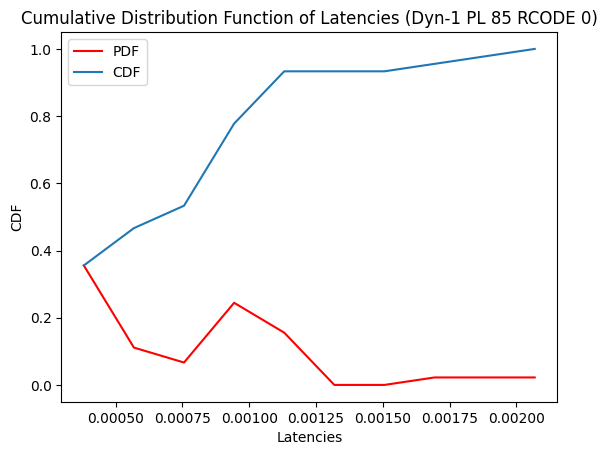 Cumulative Distribution Function of Latencies (Dyn-1 PL 85 RCODE 0)
PDF
CDF
CDF
1.0
0.8
0.6
0.4
0.2
0.0
0.00050 0.00075 0.00100 0.00125 0.00150 0.00175 0.00200
Latencies